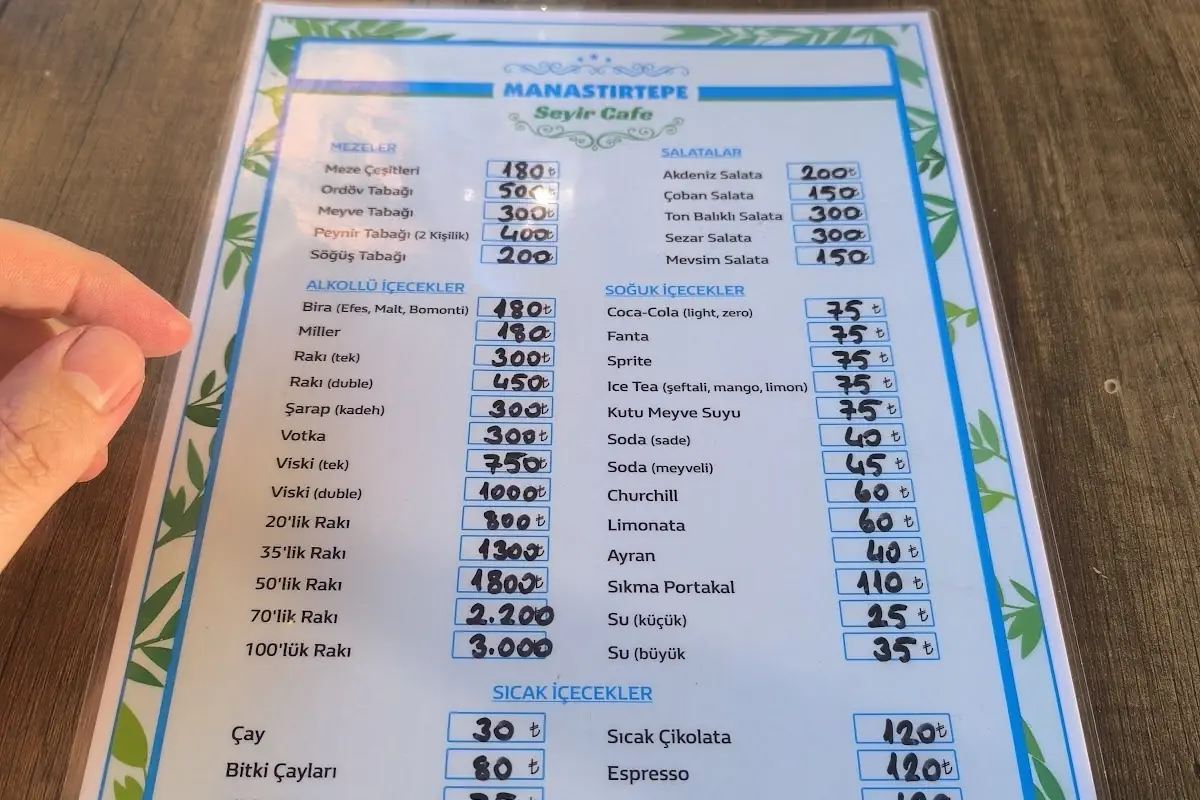 MANASTIRTEPE
Seyir Cafe
MEZELER
Meze Çeşitleri 180₺
Ordöv Tabağı 500₺
Meyve Tabağı 300₺
Peynir Tabağı (2 Kişilik) 400₺
Söğüş Tabağı 200₺
SALATALAR
Akdeniz Salata 200₺
Çoban Salata 150₺
Ton Balıklı Salata 300₺
Sezar Salata 300₺
Mevsim Salata 150₺
ALKOLLÜ İÇECEKLER
Bira (Efes, Malt, Bomonti) 180₺
Miller 180₺
Rakı (tek) 300₺
Rakı (duble) 450₺
Şarap (kadeh) 300₺
Votka 300₺
Viski (tek) 750₺
Viski (duble) 1000₺
20'lik Rakı 800₺
35'lik Rakı 1300₺
50'lik Rakı 1800₺
70'lik Rakı 2.200
100'lük Rakı 3.000
SOĞUK İÇECEKLER
Coca-Cola (light, zero) 75 ₺
Fanta 75 ₺
Sprite 75 ₺
Ice Tea (şeftali, mango, limon) 75 ₺
Kutu Meyve Suyu 75 ₺
Soda (sade) 40 ₺
Soda (meyveli) 45 ₺
Churchill 60 ₺
Limonata 60 ₺
Ayran 40 ₺
Sıkma Portakal 110 ₺
Su (küçük) 25 ₺
Su (büyük 35 ₺
SICAK İÇECEKLER
Çay 30 ₺
Bitki Çayları 80 ₺
Sıcak Çikolata 120₺
Espresso 120₺